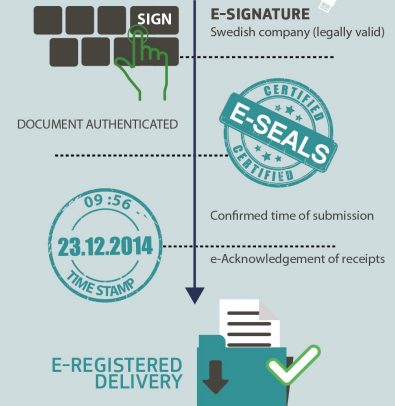 SIGN
E-SIGNATURE
Swedish company (legally valid)
DOCUMENT AUTHENTICATED
CERTIFIED
E-SEALS
CERTIFIED
09 :56
23.12.2014
TIME STAMP
Confirmed time of submission
e-Acknowledgement of receipts
E-REGISTERED
DELIVERY